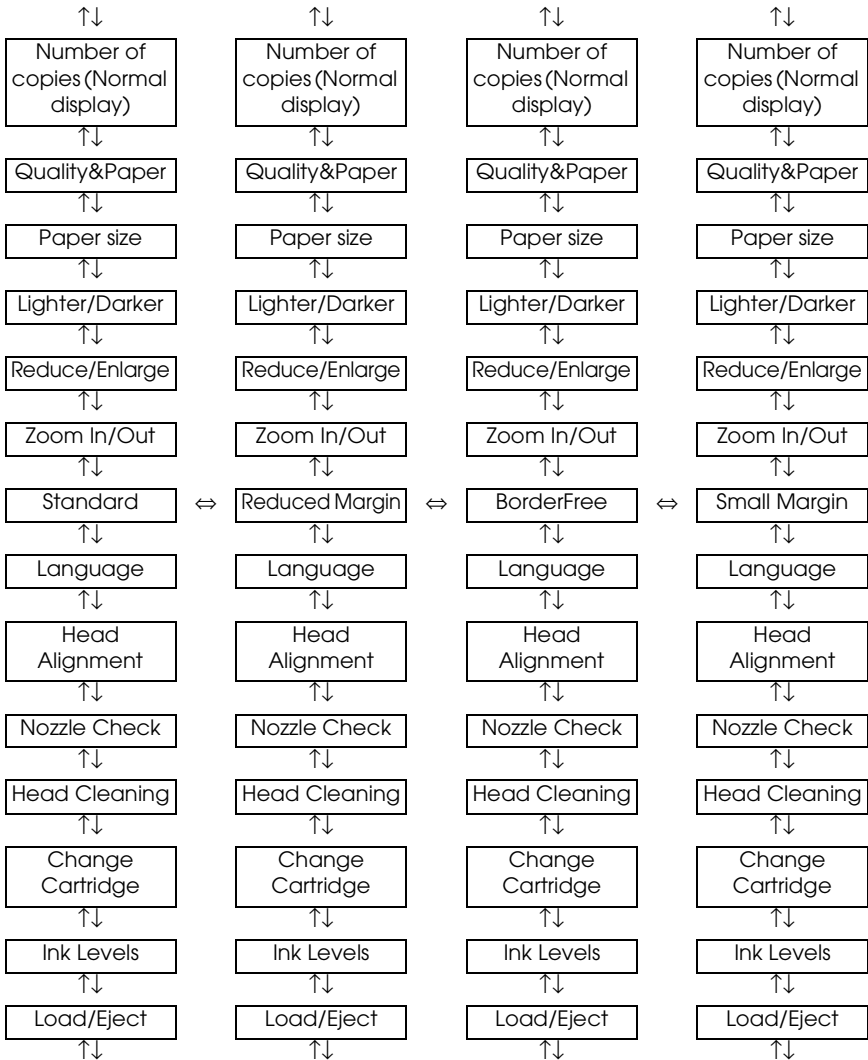 ↑↓ ↑↓ ↑↓ ↑↓
Number of Number of Number of Number of
copies (Normal copies (Normal copies (Normal copies (Normal
display) display) display) display)
↑↓ ↑↓ ↑↓ ↑↓
Quality&Paper Quality&Paper Quality&Paper Quality&Paper
↑↓ ↑↓ ↑↓ ↑↓
Paper size Paper size Paper size Paper size
↑↓ ↑↓ ↑↓ ↑↓
Lighter/Darker Lighter/Darker Lighter/Darker Lighter/Darker
↑↓ ↑↓ ↑↓ ↑↓
Reduce/Enlarge Reduce/Enlarge Reduce/Enlarge Reduce/Enlarge
↑↓ ↑↓ ↑↓ ↑↓
Zoom In/Out Zoom In/Out Zoom In/Out Zoom In/Out
↑↓ ↑↓ ↑↓ ↑↓
Standard ⇔ Reduced Margin ⇔ BorderFree ⇔ Small Margin
↑↓ ↑↓ ↑↓ ↑↓
Language Language Language Language
↑↓ ↑↓ ↑↓ ↑↓
Head Head Head Head
Alignment Alignment Alignment Alignment
↑↓ ↑↓ ↑↓ ↑↓
Nozzle Check Nozzle Check Nozzle Check Nozzle Check
↑↓ ↑↓ ↑↓ ↑↓
Head Cleaning Head Cleaning Head Cleaning Head Cleaning
↑↓ ↑↓ ↑↓ ↑↓
Change Change Change Change
Cartridge Cartridge Cartridge Cartridge
↑↓ ↑↓ ↑↓ ↑↓
Ink Levels Ink Levels Ink Levels Ink Levels
↑↓ ↑↓ ↑↓ ↑↓
Load/Eject Load/Eject Load/Eject Load/Eject
↑↓ ↑↓ ↑↓ ↑↓